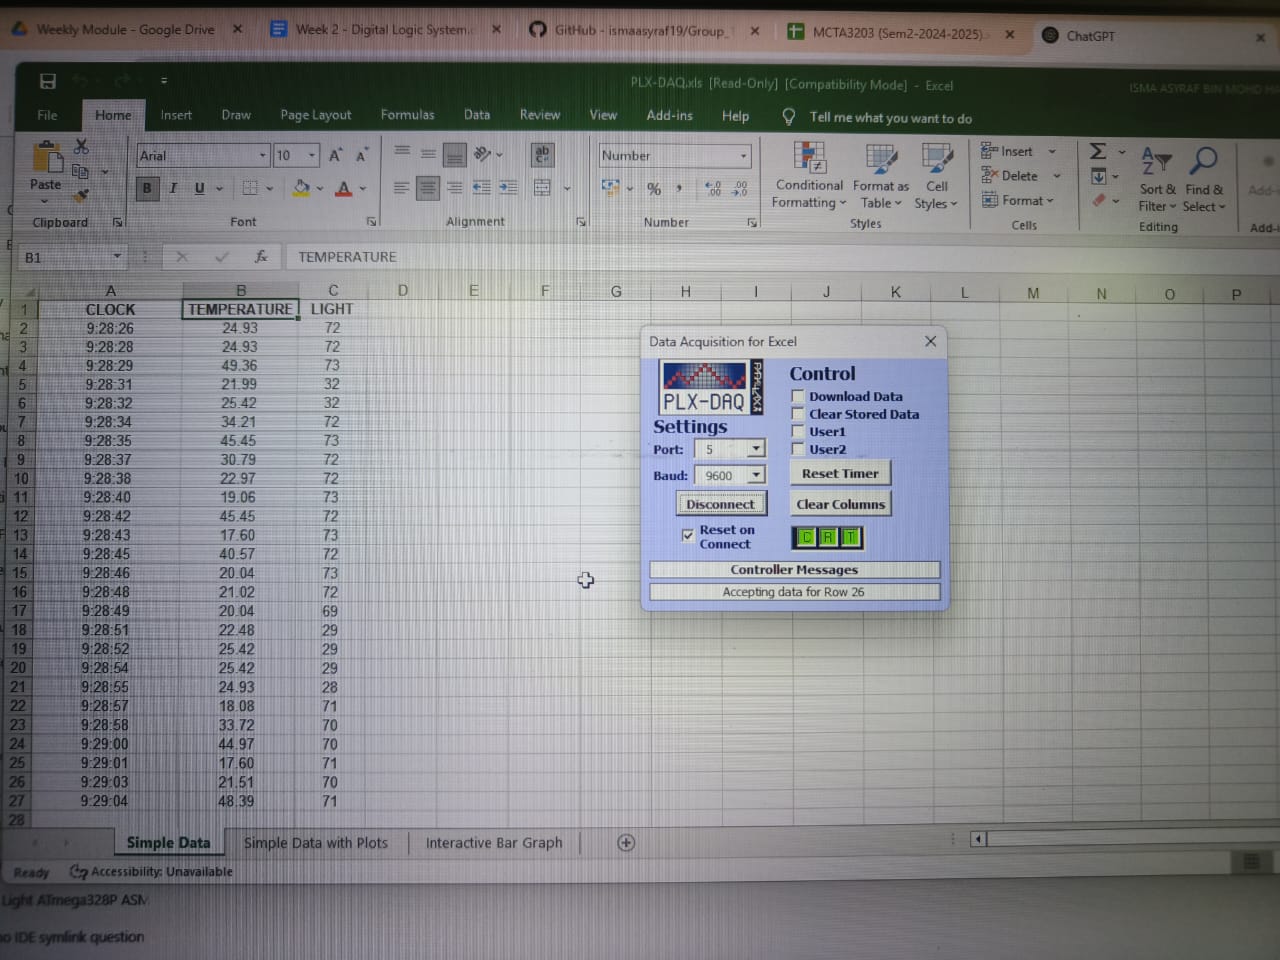 Weekly Module - Google Drive
Week 2 - Digital Logic System.
GitHub - ismaasyraf19/Group_
MCTA3203 (Sem2-2024-2025).
ChatGPT
PLX-DAQ.xls [Read-Only] [Compatibility Mode] - Excel
ISMA ASYRAF BIN MOHD HA
File Home Insert Draw Page Layout Formulas Data Review View Add-ins Help Tell me what you want to do
Paste
Clipboard
Arial 10
B I U
Font
ab
Alignment
Number
%
Number
Conditional Formatting
Format as Table
Cell Styles
Styles
Insert
Delete
Format
Cells
Sort & Filter
Find & Select
Editing
Add-
Add-i
B1
fx
TEMPERATURE
A B C D E F G H I J K L M N O P
1 CLOCK TEMPERATURE LIGHT
2 9:28:26 24.93 72
3 9:28:28 24.93 72
4 9:28:29 49.36 73
5 9:28:31 21.99 32
6 9:28:32 25.42 32
7 9:28:34 34.21 72
8 9:28:35 45.45 73
9 9:28:37 30.79 72
10 9:28:38 22.97 72
11 9:28:40 19.06 73
12 9:28:42 45.45 72
13 9:28:43 17.60 73
14 9:28:45 40.57 72
15 9:28:46 20.04 73
16 9:28:48 21.02 72
17 9:28:49 20.04 69
18 9:28:51 22.48 29
19 9:28:52 25.42 29
20 9:28:54 25.42 29
21 9:28:55 24.93 28
22 9:28:57 18.08 71
23 9:28:58 33.72 70
24 9:29:00 44.97 70
25 9:29:01 17.60 71
26 9:29:03 21.51 70
27 9:29:04 48.39 71
28
Data Acquisition for Excel
PLX-DAQ
PARALLAX
Settings
Port: 5
Baud: 9600
Disconnect
Reset on
Connect
Control
Download Data
Clear Stored Data
User1
User2
Reset Timer
Clear Columns
C R T
Controller Messages
Accepting data for Row 26
Simple Data Simple Data with Plots Interactive Bar Graph
Ready Accessibility: Unavailable
Light ATmega328P ASM
no IDE symlink question